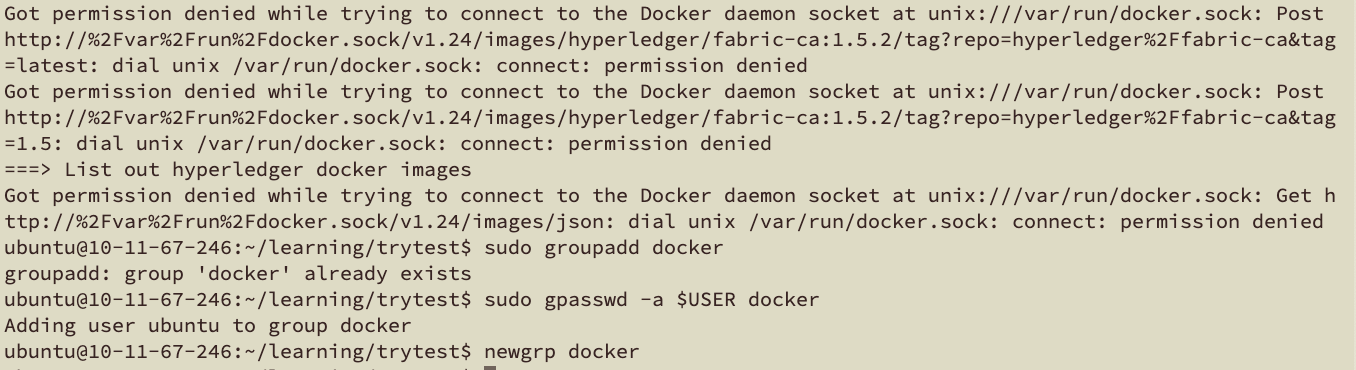 Got permission denied while trying to connect to the Docker daemon socket at unix:///var/run/docker.sock: Post
http://%2Fvar%2Frun%2Fdocker.sock/v1.24/images/hyperledger/fabric-ca:1.5.2/tag?repo=hyperledger%2Ffabric-ca&tag
=latest: dial unix /var/run/docker.sock: connect: permission denied
Got permission denied while trying to connect to the Docker daemon socket at unix:///var/run/docker.sock: Post
http://%2Fvar%2Frun%2Fdocker.sock/v1.24/images/hyperledger/fabric-ca:1.5.2/tag?repo=hyperledger%2Ffabric-ca&tag
=1.5: dial unix /var/run/docker.sock: connect: permission denied
===> List out hyperledger docker images
Got permission denied while trying to connect to the Docker daemon socket at unix:///var/run/docker.sock: Get h
ttp://%2Fvar%2Frun%2Fdocker.sock/v1.24/images/json: dial unix /var/run/docker.sock: connect: permission denied
ubuntu@10-11-67-246:~/learning/trytest$ sudo groupadd docker
groupadd: group 'docker' already exists
ubuntu@10-11-67-246:~/learning/trytest$ sudo gpasswd -a $USER docker
Adding user ubuntu to group docker
ubuntu@10-11-67-246:~/learning/trytest$ newgrp docker